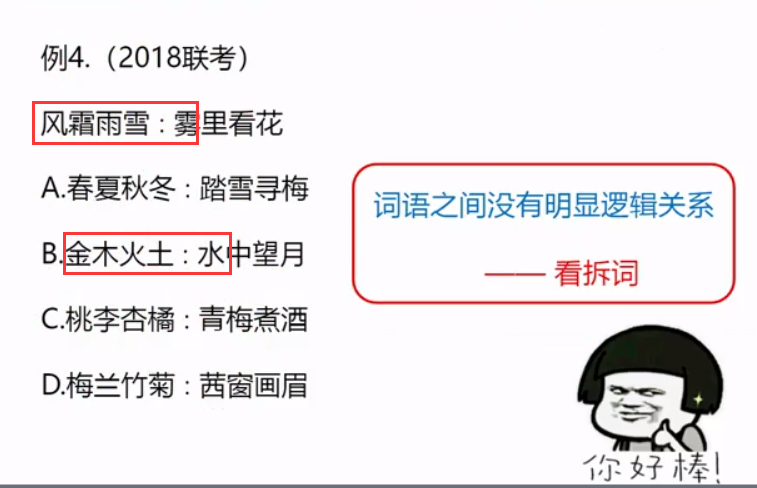 例4.（2018联考）
风霜雨雪：雾里看花
A.春夏秋冬：踏雪寻梅
B.金木火土：水中望月
C.桃李杏橘：青梅煮酒
D.梅兰竹菊：茜窗画眉
词语之间没有明显逻辑关系
—— 看拆词
你好棒!